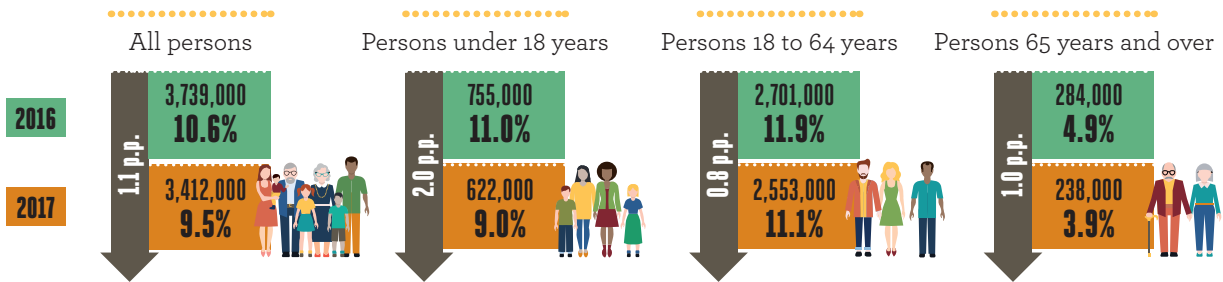 All persons
Persons under 18 years
Persons 18 to 64 years
Persons 65 years and over
2016
2017
1.1 p.p.
3,739,000
10.6%
3,412,000
9.5%
2.0 p.p.
755,000
11.0%
622,000
9.0%
0.8 p.p.
2,701,000
11.9%
2,553,000
11.1%
1.0 p.p.
284,000
4.9%
238,000
3.9%